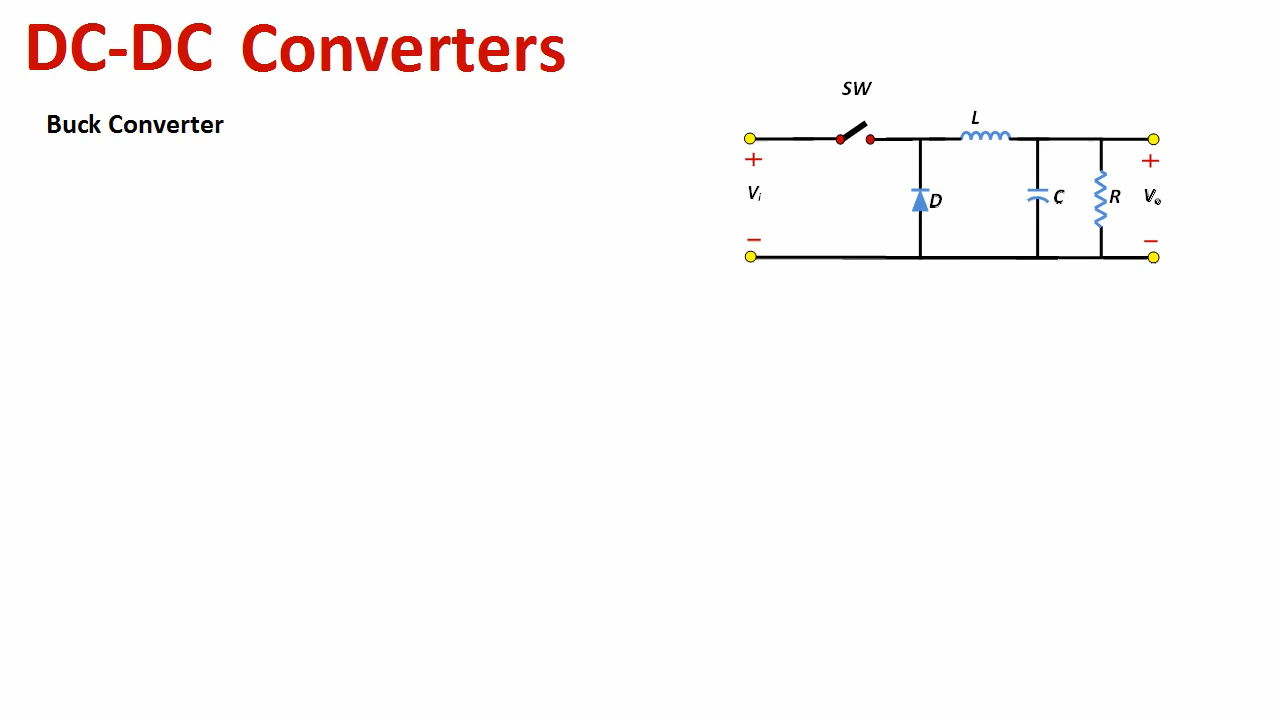 DC-DC Converters
Buck Converter
SW
L
+
+
Vᵢ
D
C
R
Vₒ
−
−